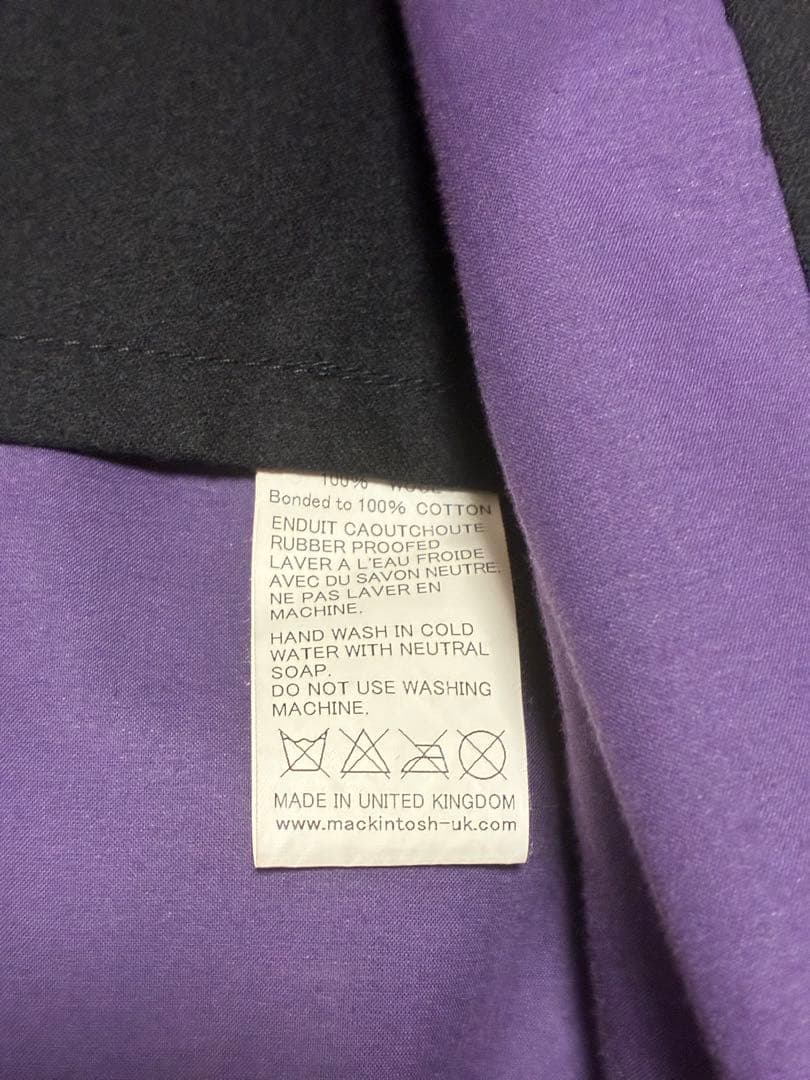 100% WOOL
Bonded to 100% COTTON
ENDUIT CAOUTCHOUTE
RUBBER PROOFED
LAVER A L'EAU FROIDE
AVEC DU SAVON NEUTRE.
NE PAS LAVER EN
MACHINE.
HAND WASH IN COLD
WATER WITH NEUTRAL
SOAP.
DO NOT USE WASHING
MACHINE.
MADE IN UNITED KINGDOM
www.mackintosh-uk.com